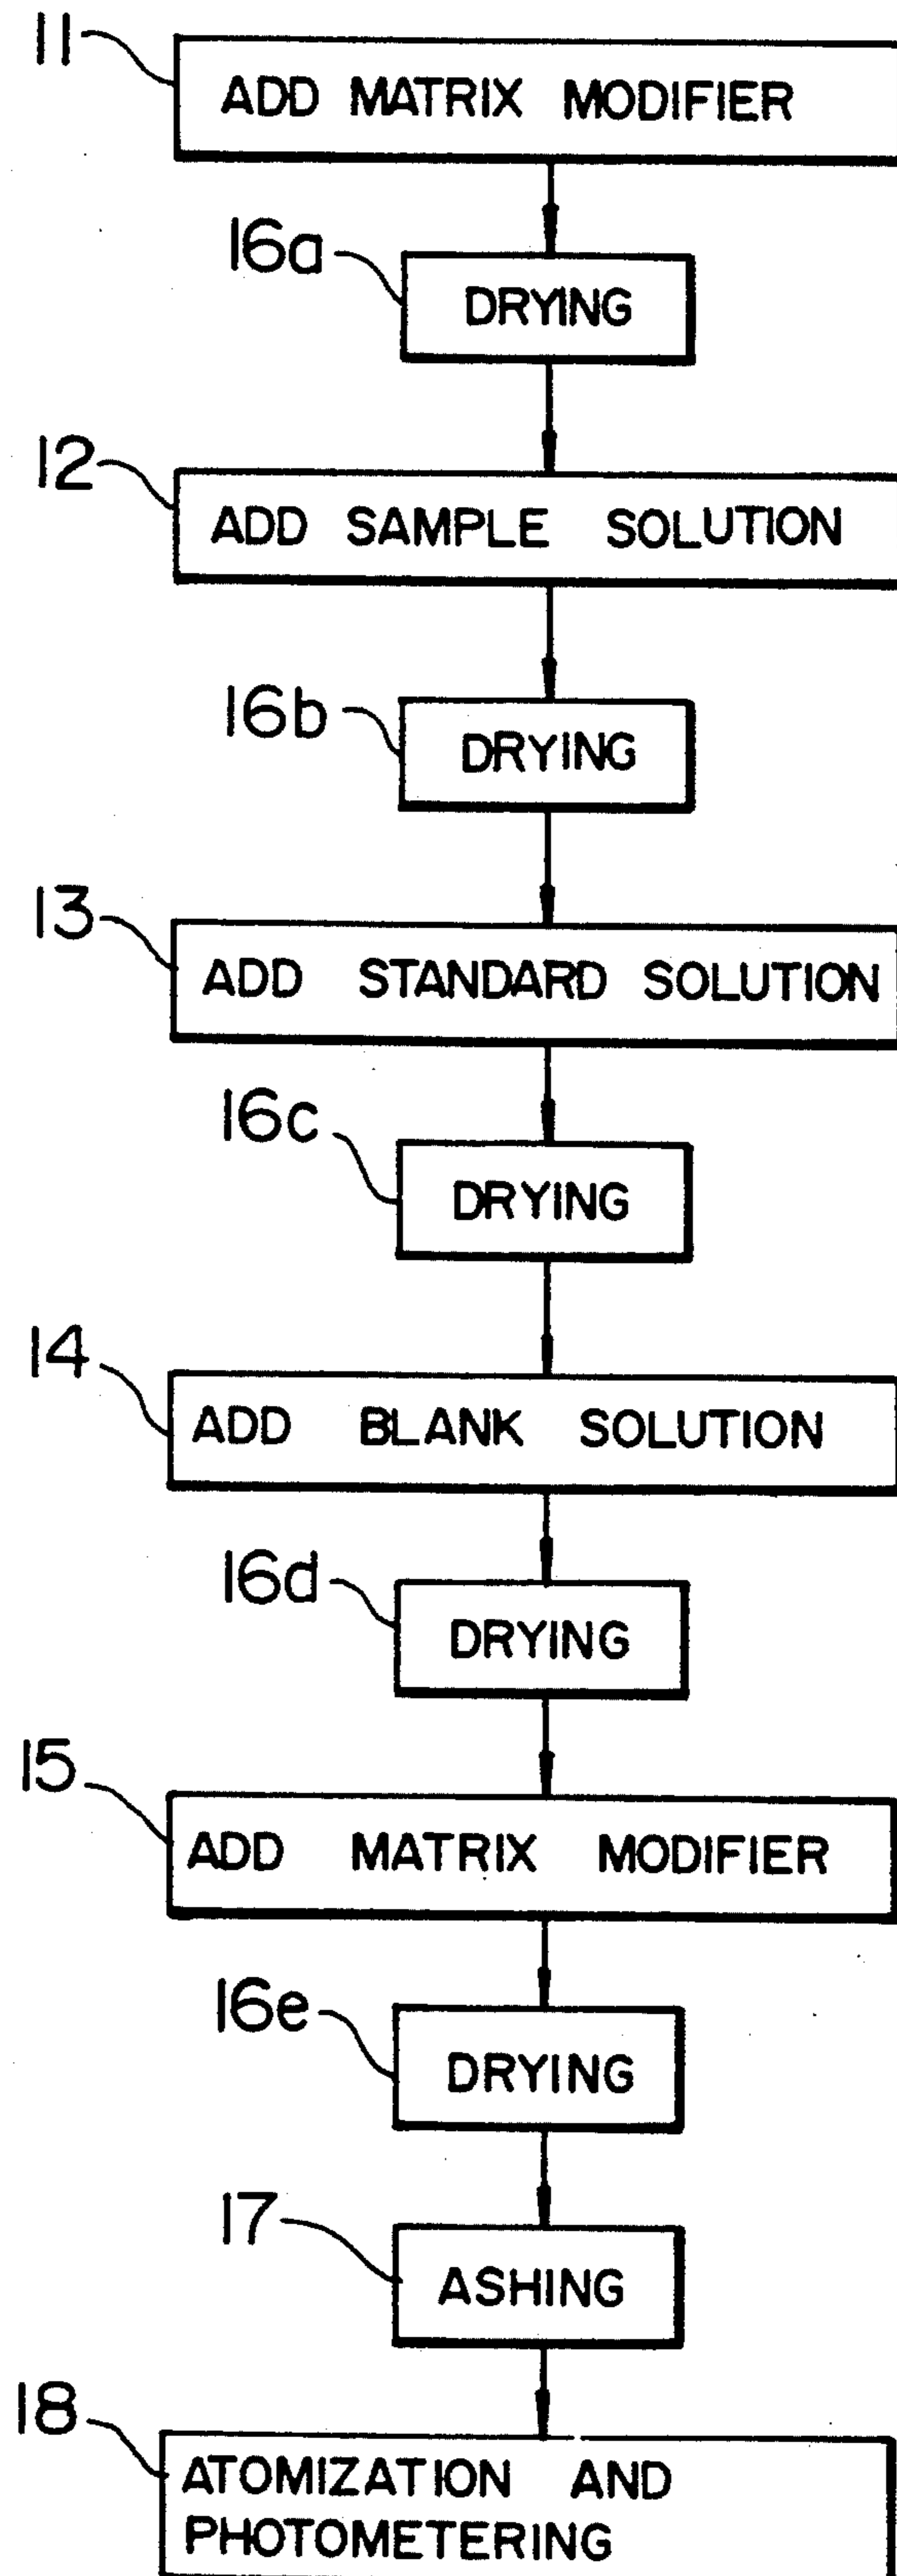 11
ADD MATRIX MODIFIER
16a
DRYING
12
ADD SAMPLE SOLUTION
16b
DRYING
13
ADD STANDARD SOLUTION
16c
DRYING
14
ADD BLANK SOLUTION
16d
DRYING
15
ADD MATRIX MODIFIER
16e
DRYING
17
ASHING
18
ATOMIZATION AND
PHOTOMETERING